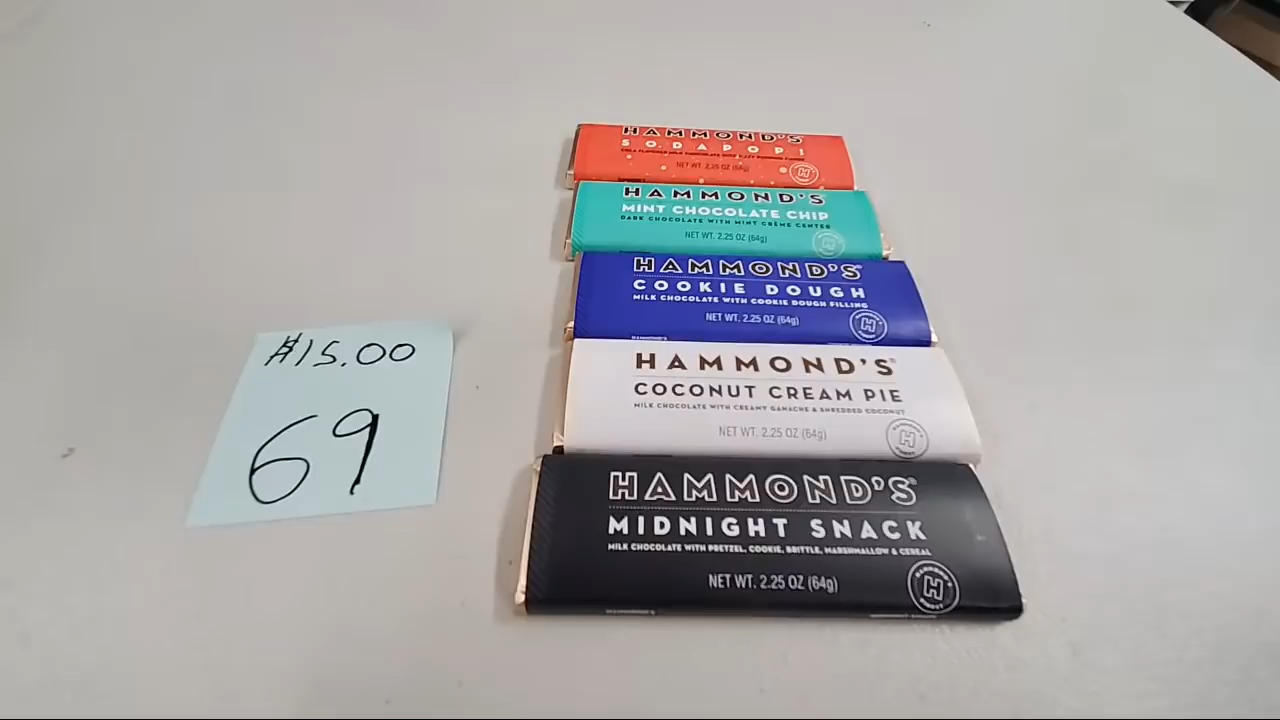 $15.00
69
HAMMOND'S
SODAPOP!
NET WT. 2.25 OZ (64g)
H
HAMMOND'S
MINT CHOCOLATE CHIP
DARK CHOCOLATE WITH MINT CRÈME CENTER
NET WT. 2.25 OZ (64g)
H
HAMMOND'S®
COOKIE DOUGH
MILK CHOCOLATE WITH COOKIE DOUGH FILLING
NET WT. 2.25 OZ (64g)
H
HAMMOND'S®
COCONUT CREAM PIE
MILK CHOCOLATE WITH CREAMY GANACHE & SHREDDED COCONUT
NET WT. 2.25 OZ (64g)
H
HAMMOND'S®
MIDNIGHT SNACK
MILK CHOCOLATE WITH PRETZEL, COOKIE, BRITTLE, MARSHMALLOW & CEREAL
NET WT. 2.25 OZ (64g)
H